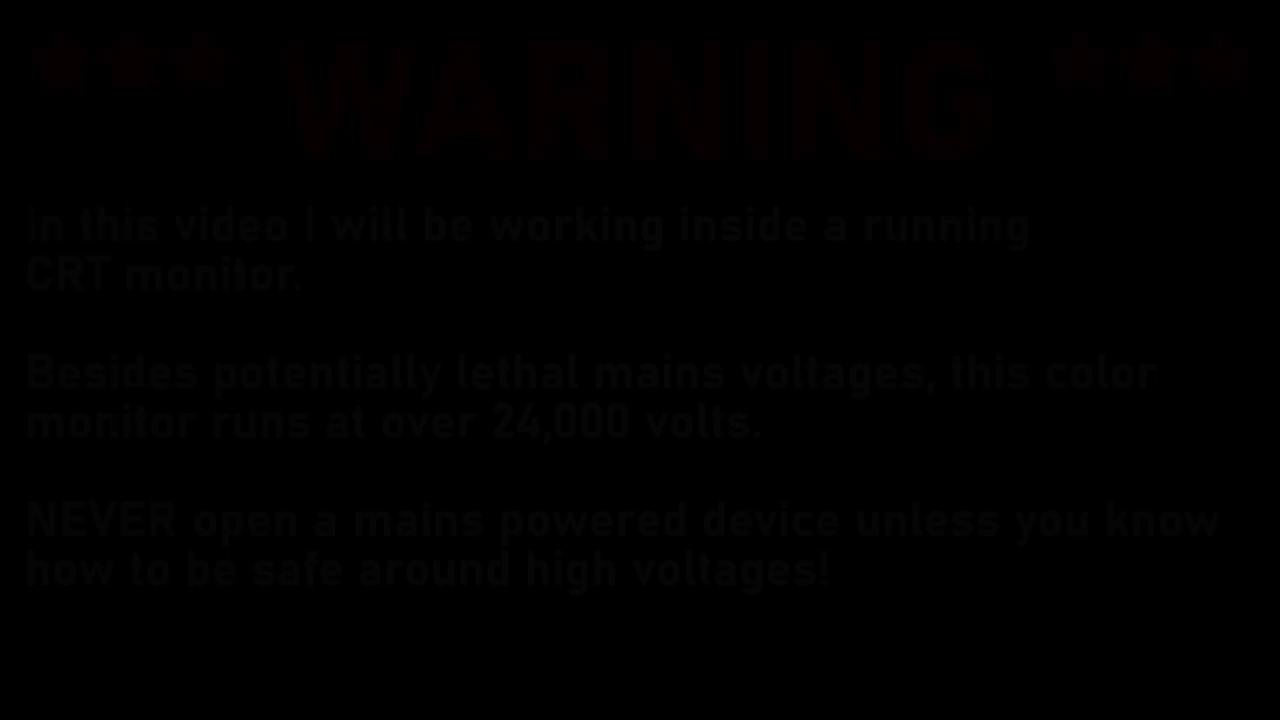 *** WARNING ***
In this video I will be working inside a running
CRT monitor.
Besides potentially lethal mains voltages, this color
monitor runs at over 24,000 volts.
NEVER open a mains powered device unless you know
how to be safe around high voltages!